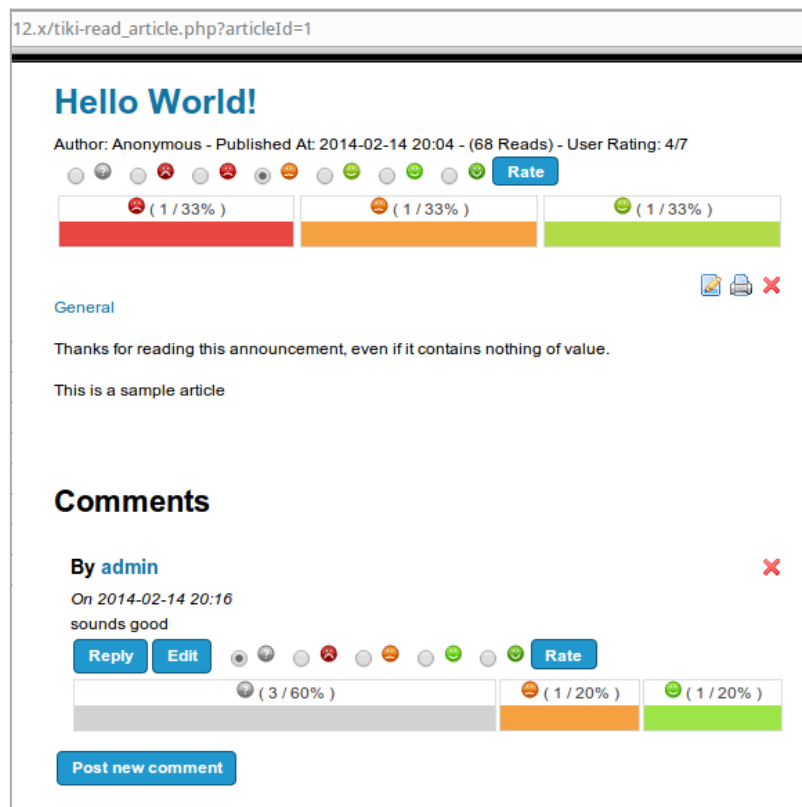 12.x/tiki-read_article.php?articleId=1
Hello World!
Author: Anonymous - Published At: 2014-02-14 20:04 - (68 Reads) - User Rating: 4/7
Rate
( 1 / 33% ) ( 1 / 33% ) ( 1 / 33% )
General
Thanks for reading this announcement, even if it contains nothing of value.
This is a sample article
Comments
By admin
On 2014-02-14 20:16
sounds good
Reply Edit Rate
( 3 / 60% ) ( 1 / 20% ) ( 1 / 20% )
Post new comment